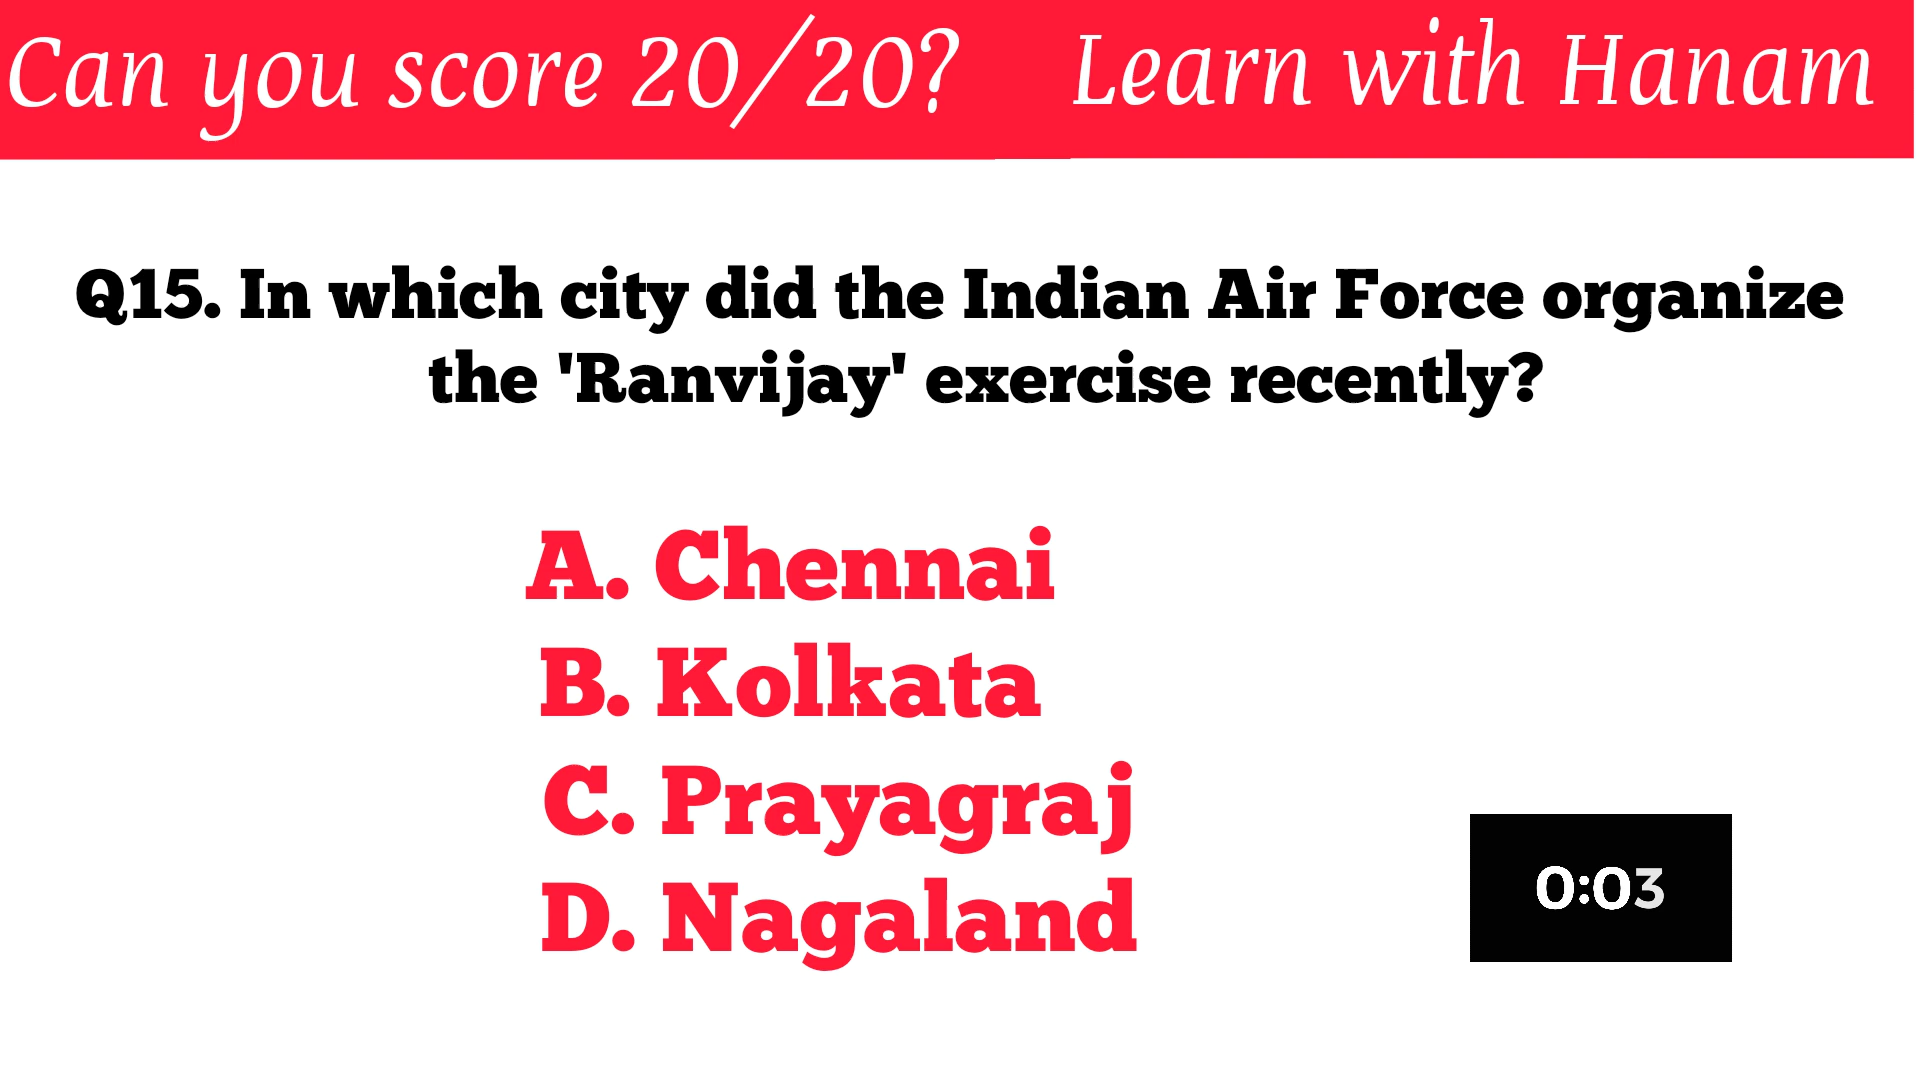 Can you score 20/20?
Learn with Hanam
Q15. In which city did the Indian Air Force organize
the 'Ranvijay' exercise recently?
A. Chennai
B. Kolkata
C. Prayagraj
D. Nagaland
0:03